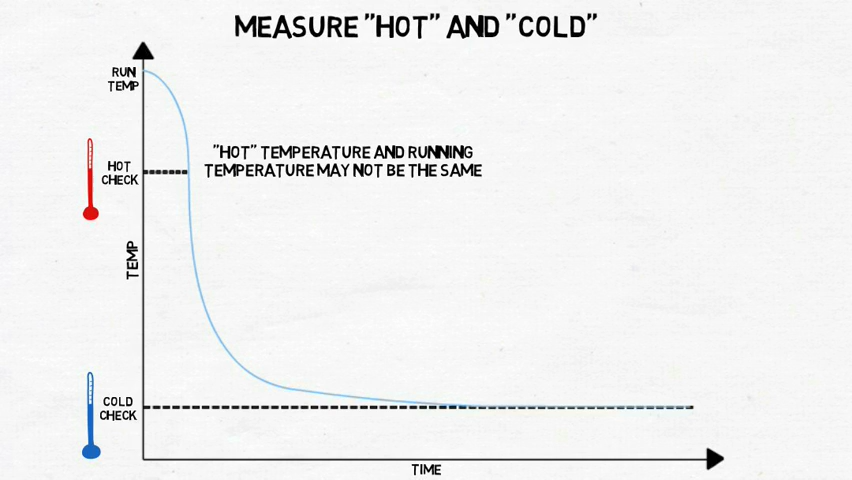 MEASURE "HOT" AND "COLD"
RUN
TEMP
"HOT" TEMPERATURE AND RUNNING
TEMPERATURE MAY NOT BE THE SAME
HOT
CHECK
TEMP
COLD
CHECK
TIME